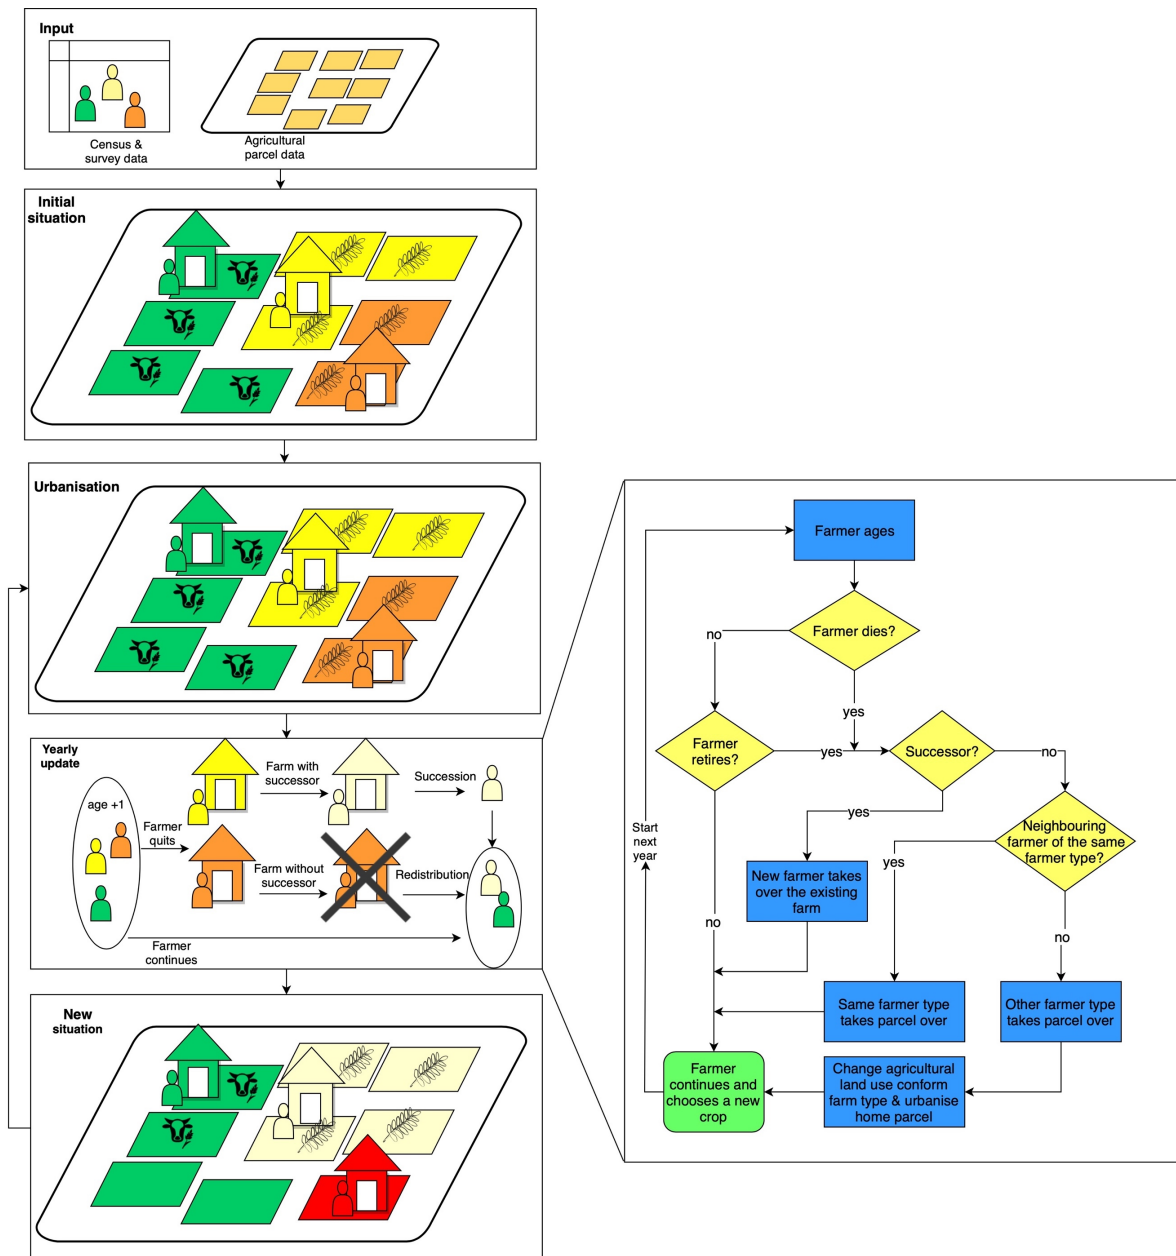 Input
Census &
survey data
Agricultural
parcel data
Initial
situation
Urbanisation
Yearly
update
age +1
Farmer
quits
Farm with
successor
Succession
Farm without
successor
Redistribution
Farmer
continues
New
situation
Farmer ages
Farmer dies?
no
yes
Farmer
retires?
yes
Successor?
no
yes
Neighbouring
farmer of the same
farmer type?
Start
next
year
yes
New farmer takes
over the existing
farm
no
no
Same farmer type
takes parcel over
Other farmer type
takes parcel over
Farmer
continues and
chooses a new
crop
Change agricultural
land use conform
farm type & urbanise
home parcel